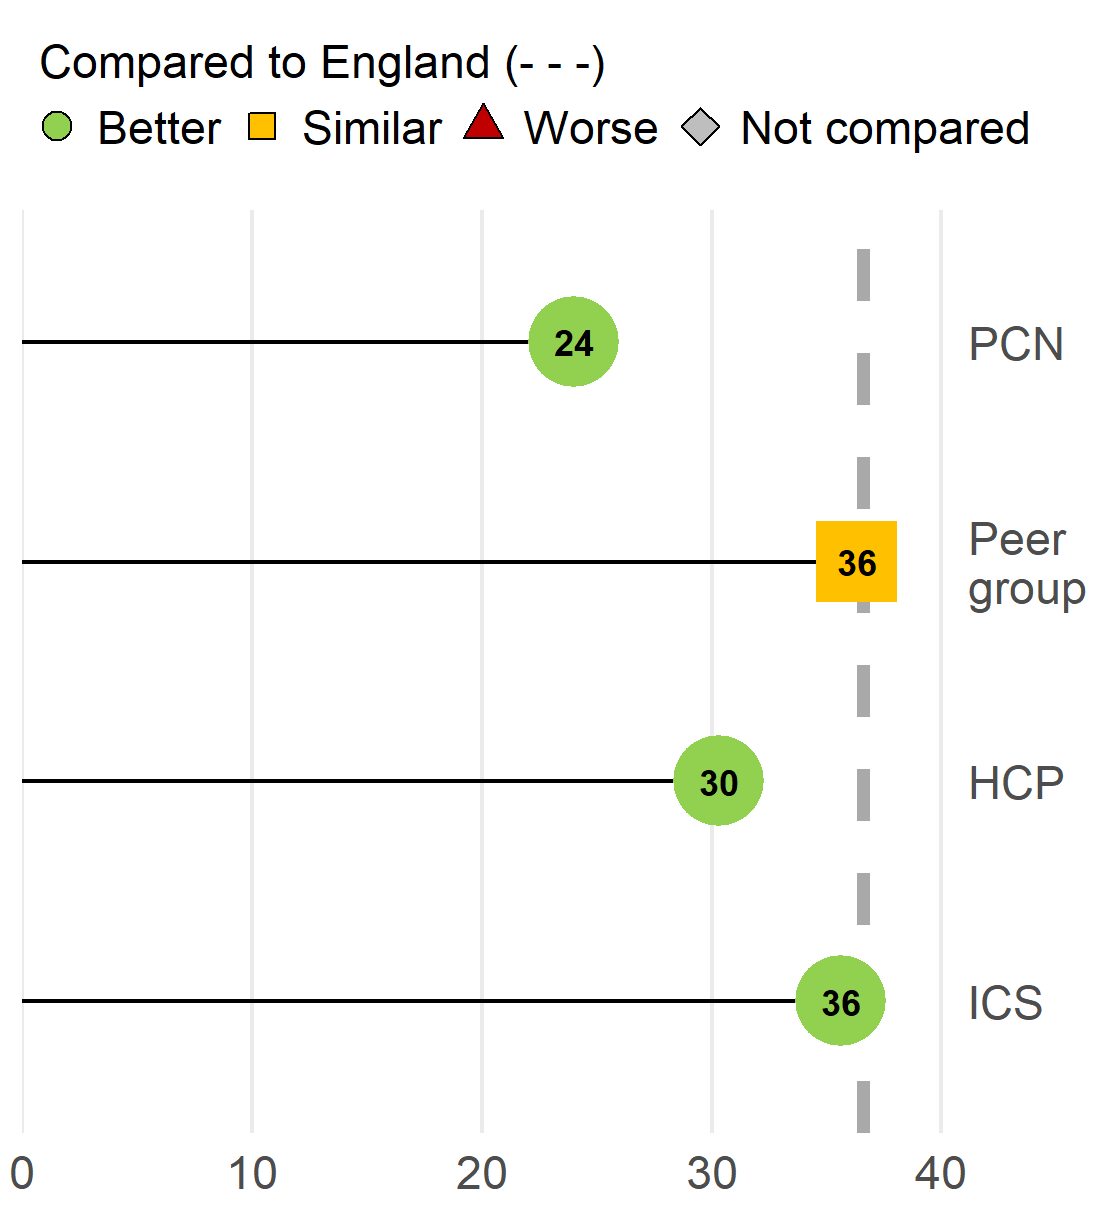 Compared to England (- - -)
Better Similar Worse Not compared
24 PCN
Peer
36
group
30 HCP
36 ICS
0 10 20 30 40